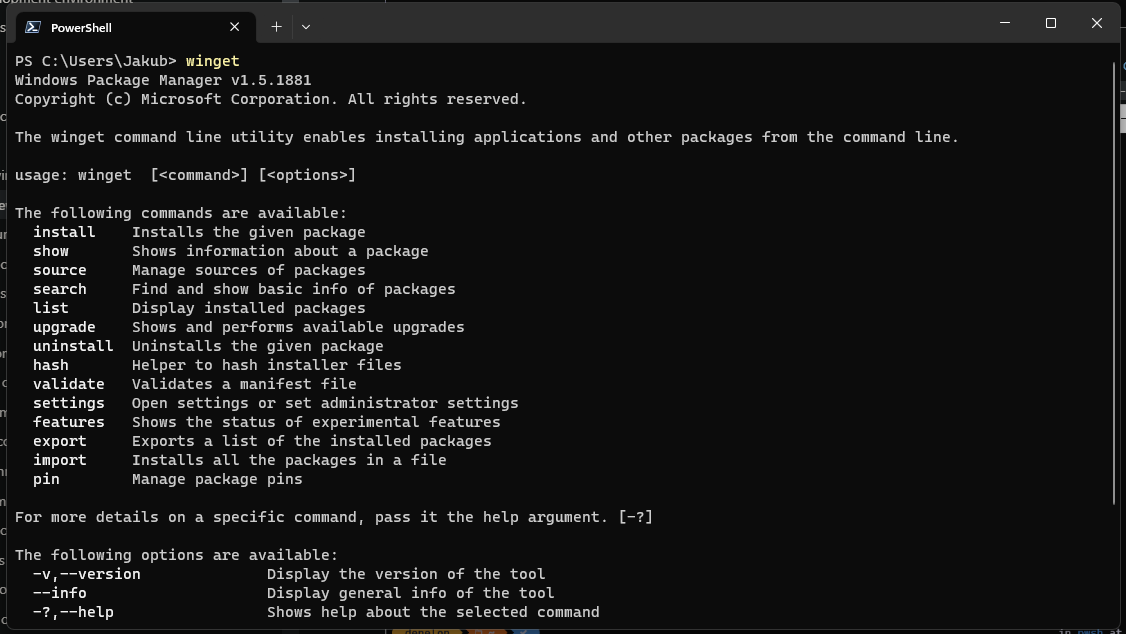 PowerShell
PS C:\Users\Jakub> winget
Windows Package Manager v1.5.1881
Copyright (c) Microsoft Corporation. All rights reserved.

The winget command line utility enables installing applications and other packages from the command line.

usage: winget  [<command>] [<options>]

The following commands are available:
  install    Installs the given package
  show       Shows information about a package
  source     Manage sources of packages
  search     Find and show basic info of packages
  list       Display installed packages
  upgrade    Shows and performs available upgrades
  uninstall  Uninstalls the given package
  hash       Helper to hash installer files
  validate   Validates a manifest file
  settings   Open settings or set administrator settings
  features   Shows the status of experimental features
  export     Exports a list of the installed packages
  import     Installs all the packages in a file
  pin        Manage package pins

For more details on a specific command, pass it the help argument. [-?]

The following options are available:
  -v,--version              Display the version of the tool
  --info                    Display general info of the tool
  -?,--help                 Shows help about the selected command